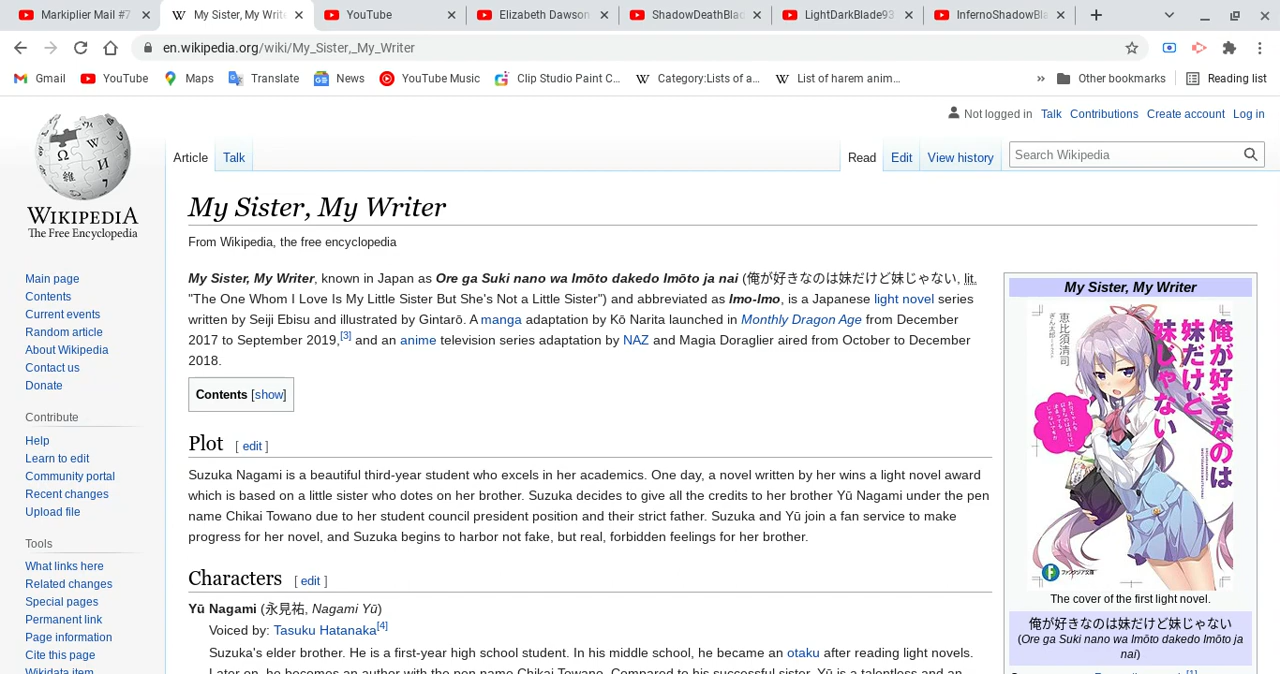 Markiplier Mail #7
My Sister, My Write
YouTube
Elizabeth Dawson
ShadowDeathBlad
LightDarkBlade93
InfernoShadowBla
en.wikipedia.org/wiki/My_Sister,_My_Writer
Gmail YouTube Maps Translate News YouTube Music Clip Studio Paint C... Category:Lists of a... List of harem anim... » Other bookmarks Reading list
Not logged in Talk Contributions Create account Log in
Article Talk Read Edit View history Search Wikipedia
WIKIPEDIA
The Free Encyclopedia
Main page
Contents
Current events
Random article
About Wikipedia
Contact us
Donate
Contribute
Help
Learn to edit
Community portal
Recent changes
Upload file
Tools
What links here
Related changes
Special pages
Permanent link
Page information
Cite this page
Wikidata item
My Sister, My Writer
From Wikipedia, the free encyclopedia
My Sister, My Writer, known in Japan as Ore ga Suki nano wa Imōto dakedo Imōto ja nai (俺が好きなのは妹だけど妹じゃない, lit.
"The One Whom I Love Is My Little Sister But She's Not a Little Sister") and abbreviated as Imo-Imo, is a Japanese light novel series
written by Seiji Ebisu and illustrated by Gintarō. A manga adaptation by Kō Narita launched in Monthly Dragon Age from December
2017 to September 2019,[3] and an anime television series adaptation by NAZ and Magia Doraglier aired from October to December
2018.
Contents [show]
Plot [ edit ]
Suzuka Nagami is a beautiful third-year student who excels in her academics. One day, a novel written by her wins a light novel award
which is based on a little sister who dotes on her brother. Suzuka decides to give all the credits to her brother Yū Nagami under the pen
name Chikai Towano due to her student council president position and their strict father. Suzuka and Yū join a fan service to make
progress for her novel, and Suzuka begins to harbor not fake, but real, forbidden feelings for her brother.
Characters [ edit ]
Yū Nagami (永見祐, Nagami Yū)
Voiced by: Tasuku Hatanaka[4]
Suzuka's elder brother. He is a first-year high school student. In his middle school, he became an otaku after reading light novels.
Later on, he becomes an author with the pen name Chikai Towano. Compared to his successful sister, Yū is a talentless and an
My Sister, My Writer
俺が好きなのは
妹だけど
妹じゃない
恵比須清司
ファンタジア文庫
The cover of the first light novel.
俺が好きなのは妹だけど妹じゃない
(Ore ga Suki nano wa Imōto dakedo Imōto ja
nai)